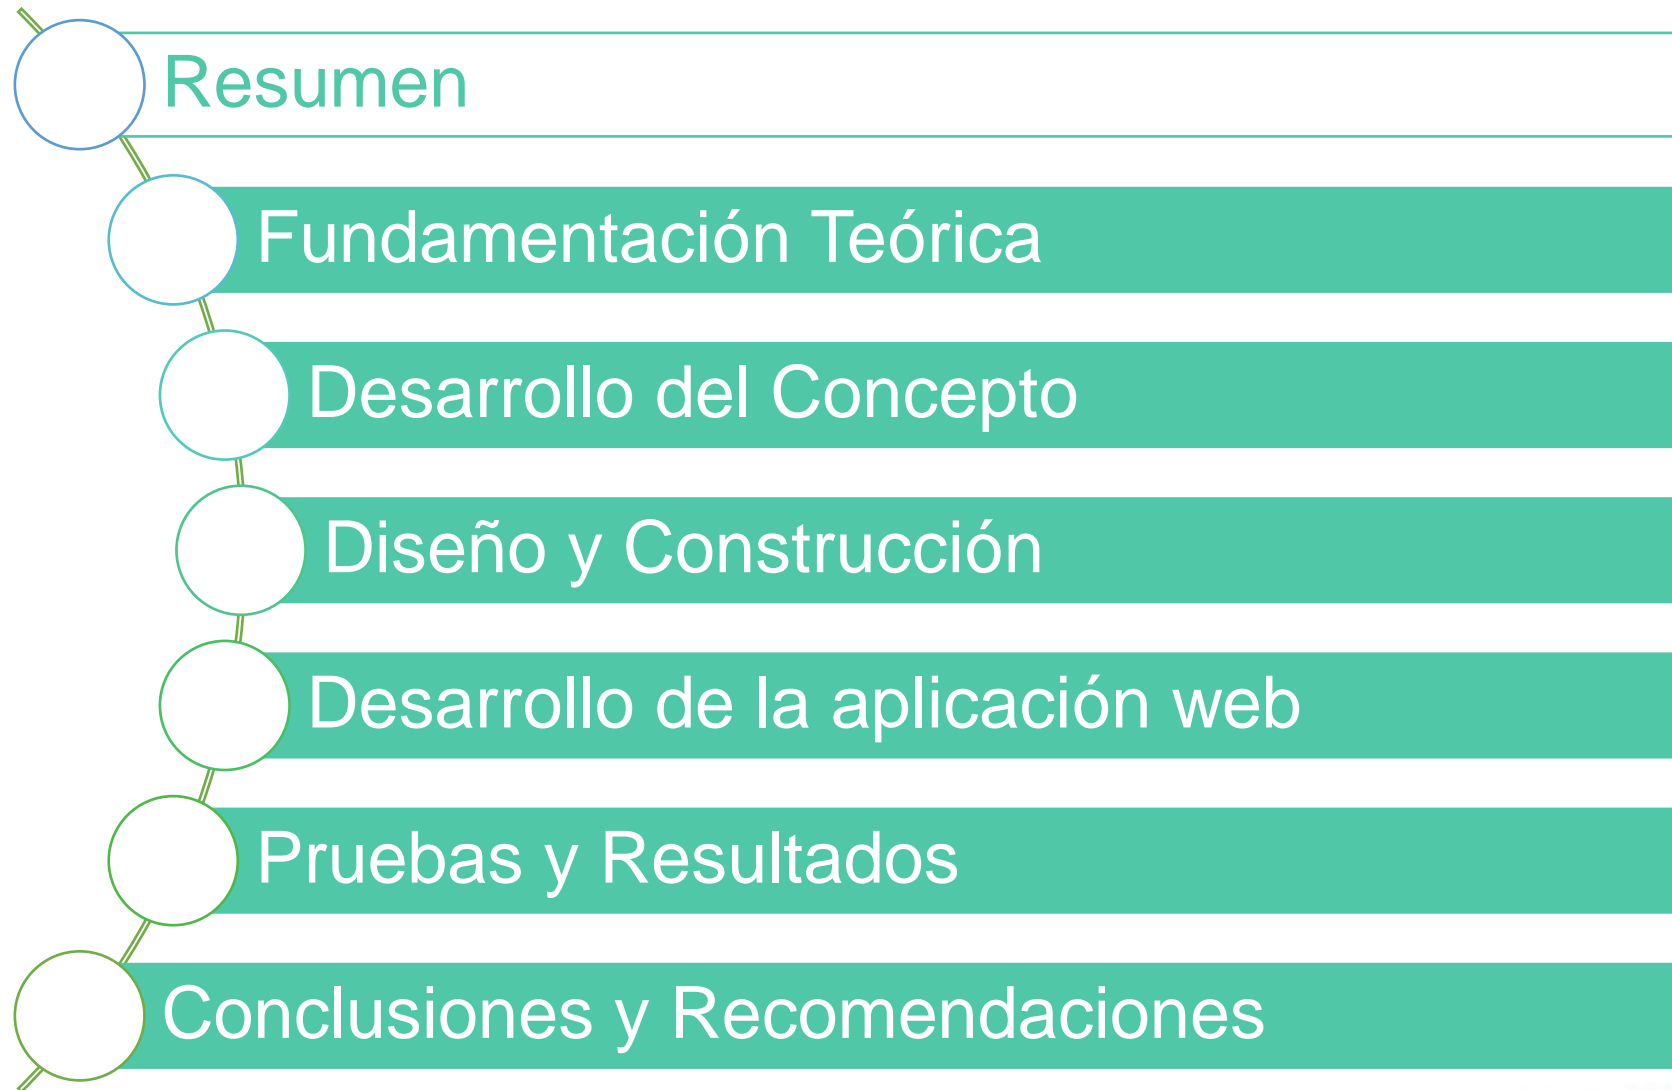 Resumen
Fundamentación Teórica
Desarrollo del Concepto
Diseño y Construcción
Desarrollo de la aplicación web
Pruebas y Resultados
Conclusiones y Recomendaciones